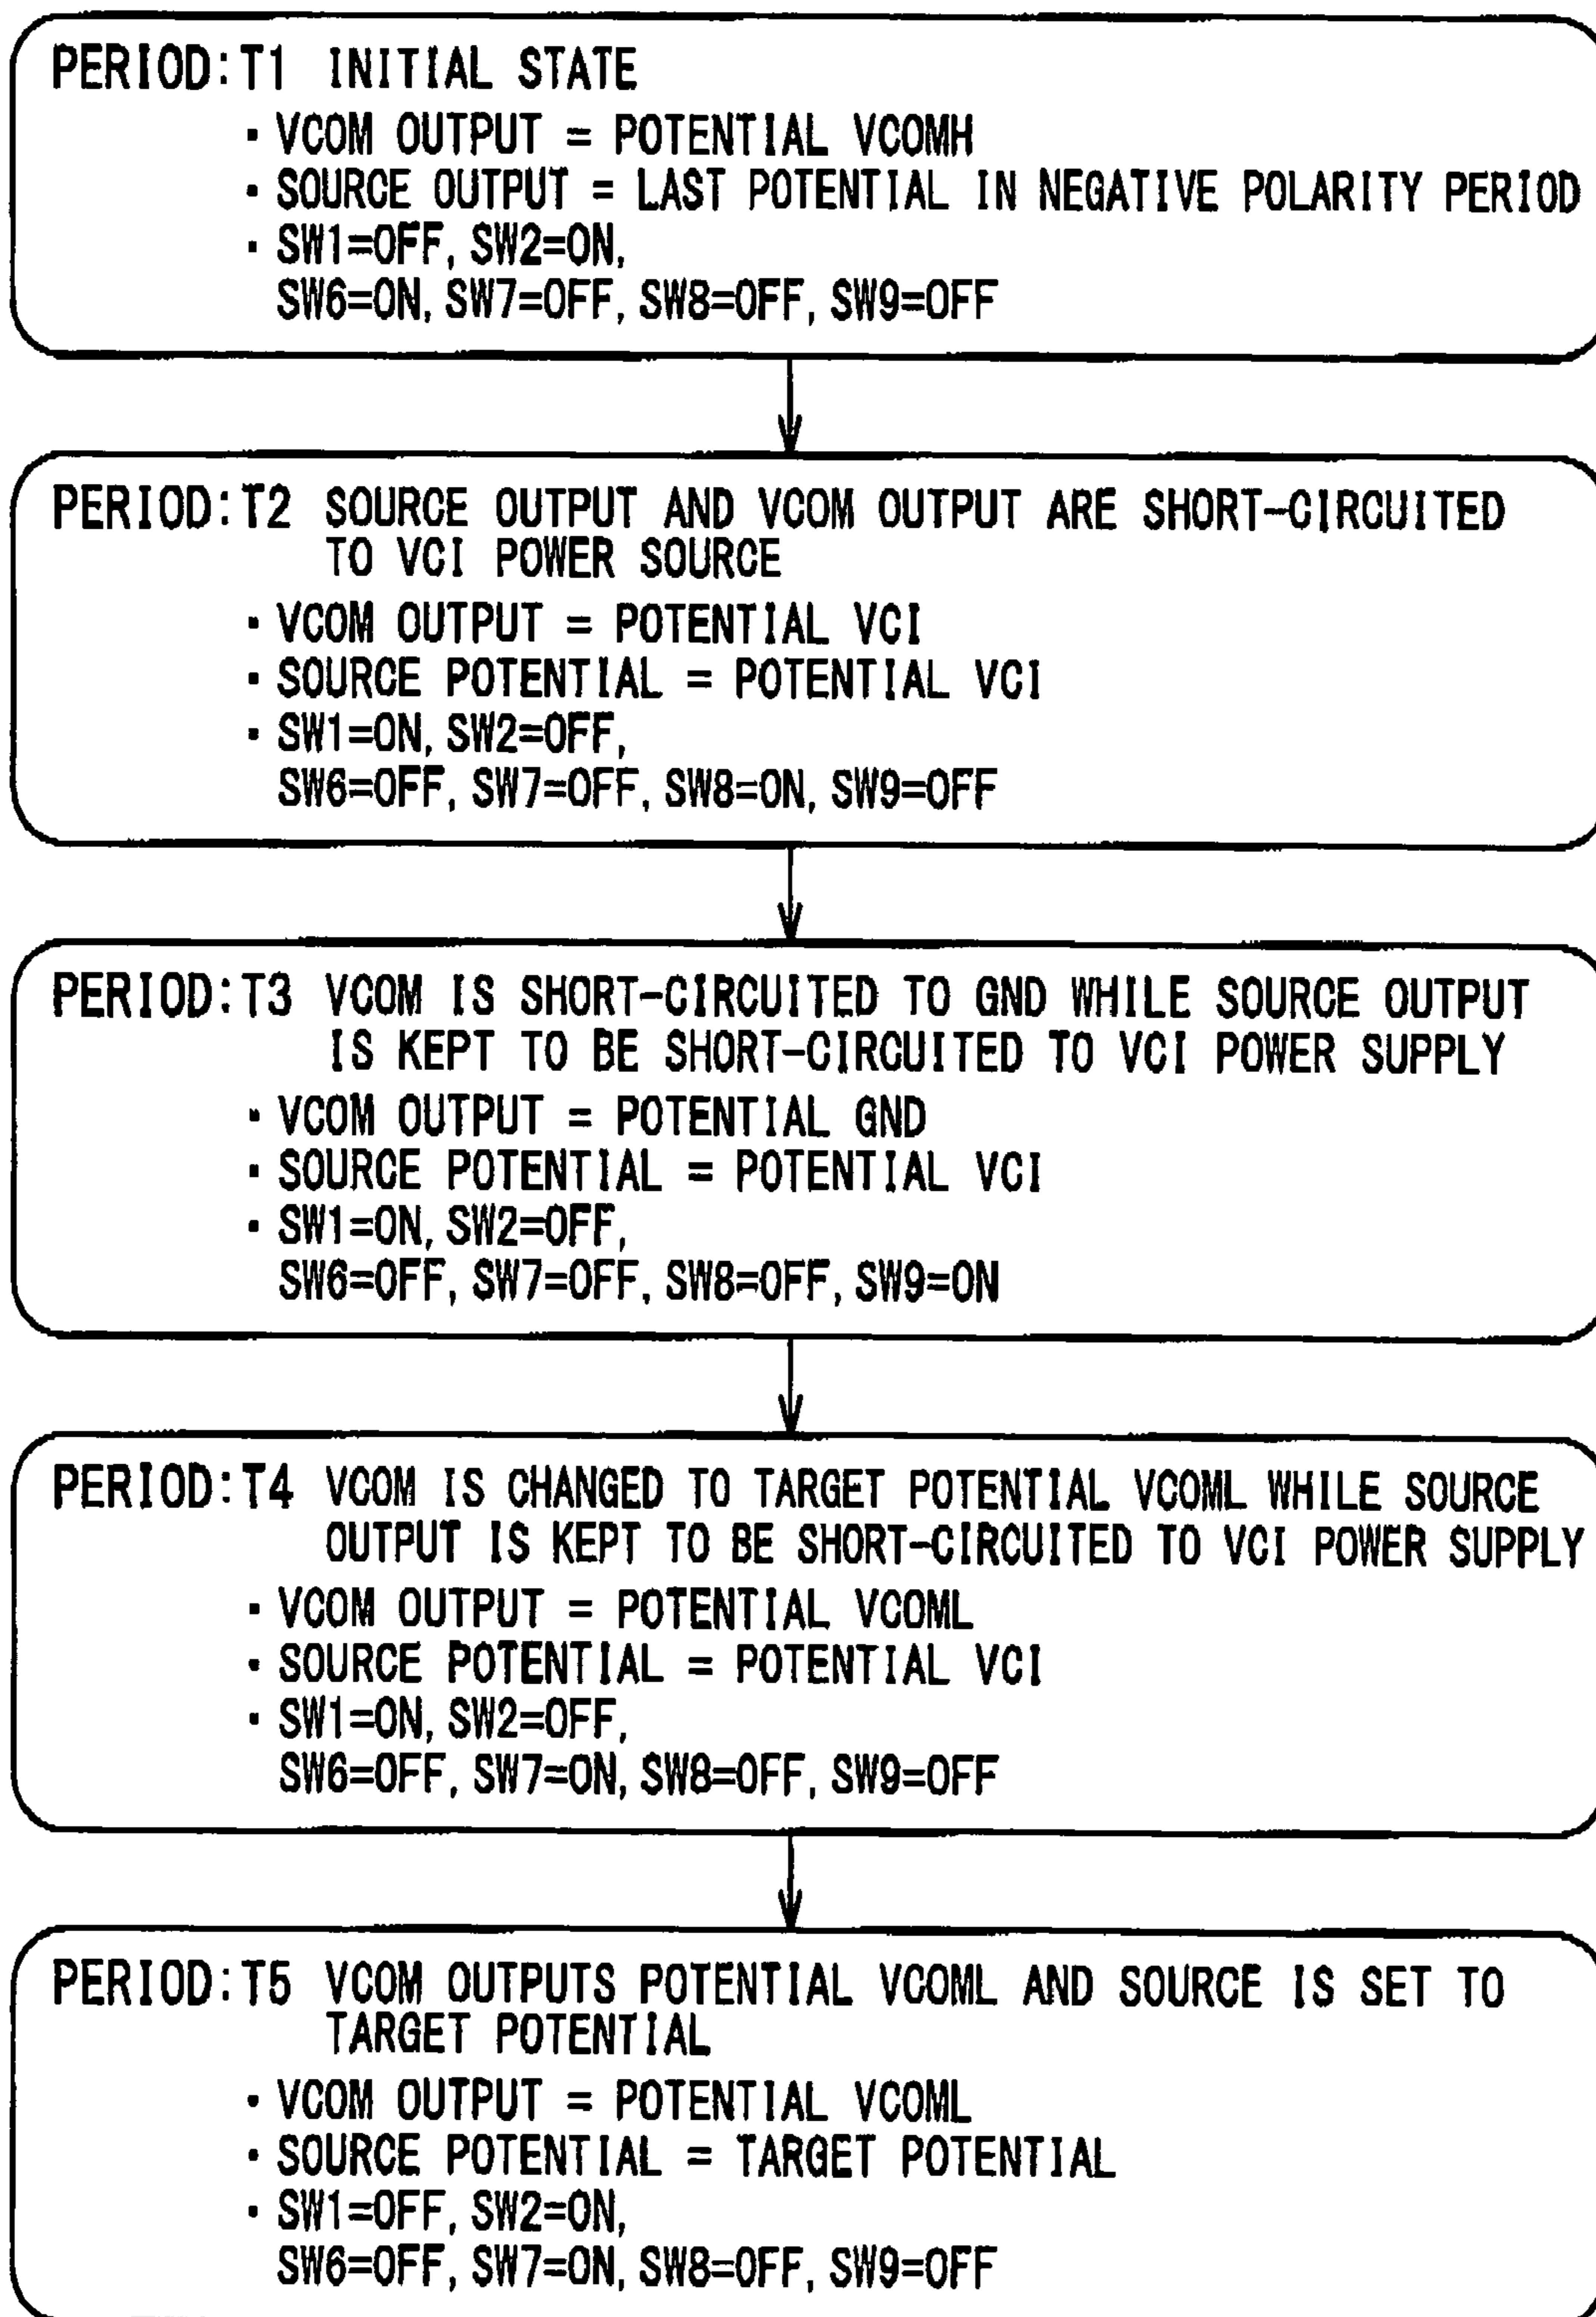 PERIOD:T1 INITIAL STATE
· VCOM OUTPUT = POTENTIAL VCOMH
· SOURCE OUTPUT = LAST POTENTIAL IN NEGATIVE POLARITY PERIOD
· SW1=OFF, SW2=ON,
SW6=ON, SW7=OFF, SW8=OFF, SW9=OFF
PERIOD:T2 SOURCE OUTPUT AND VCOM OUTPUT ARE SHORT-CIRCUITED
TO VCI POWER SOURCE
· VCOM OUTPUT = POTENTIAL VCI
· SOURCE POTENTIAL = POTENTIAL VCI
· SW1=ON, SW2=OFF,
SW6=OFF, SW7=OFF, SW8=ON, SW9=OFF
PERIOD:T3 VCOM IS SHORT-CIRCUITED TO GND WHILE SOURCE OUTPUT
IS KEPT TO BE SHORT-CIRCUITED TO VCI POWER SUPPLY
· VCOM OUTPUT = POTENTIAL GND
· SOURCE POTENTIAL = POTENTIAL VCI
· SW1=ON, SW2=OFF,
SW6=OFF, SW7=OFF, SW8=OFF, SW9=ON
PERIOD:T4 VCOM IS CHANGED TO TARGET POTENTIAL VCOML WHILE SOURCE
OUTPUT IS KEPT TO BE SHORT-CIRCUITED TO VCI POWER SUPPLY
· VCOM OUTPUT = POTENTIAL VCOML
· SOURCE POTENTIAL = POTENTIAL VCI
· SW1=ON, SW2=OFF,
SW6=OFF, SW7=ON, SW8=OFF, SW9=OFF
PERIOD:T5 VCOM OUTPUTS POTENTIAL VCOML AND SOURCE IS SET TO
TARGET POTENTIAL
· VCOM OUTPUT = POTENTIAL VCOML
· SOURCE POTENTIAL = TARGET POTENTIAL
· SW1=OFF, SW2=ON,
SW6=OFF, SW7=ON, SW8=OFF, SW9=OFF